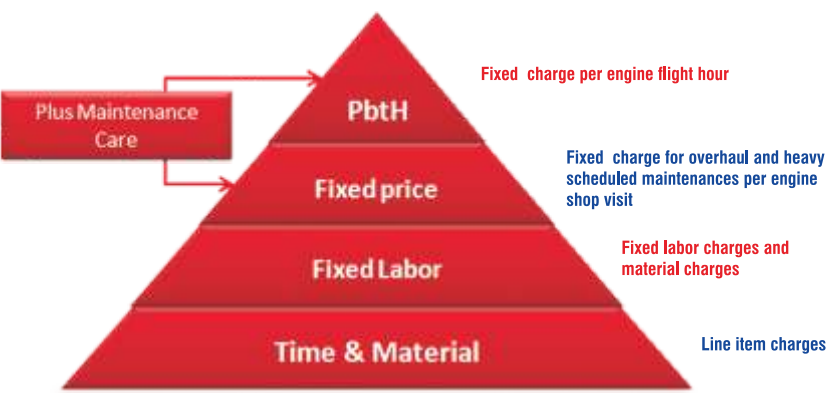 Fixed charge per engine flight hour
Plus Maintenance
Care
PbtH
Fixed charge for overhaul and heavy
scheduled maintenances per engine
shop visit
Fixed price
Fixed labor charges and
material charges
Fixed Labor
Line item charges
Time & Material